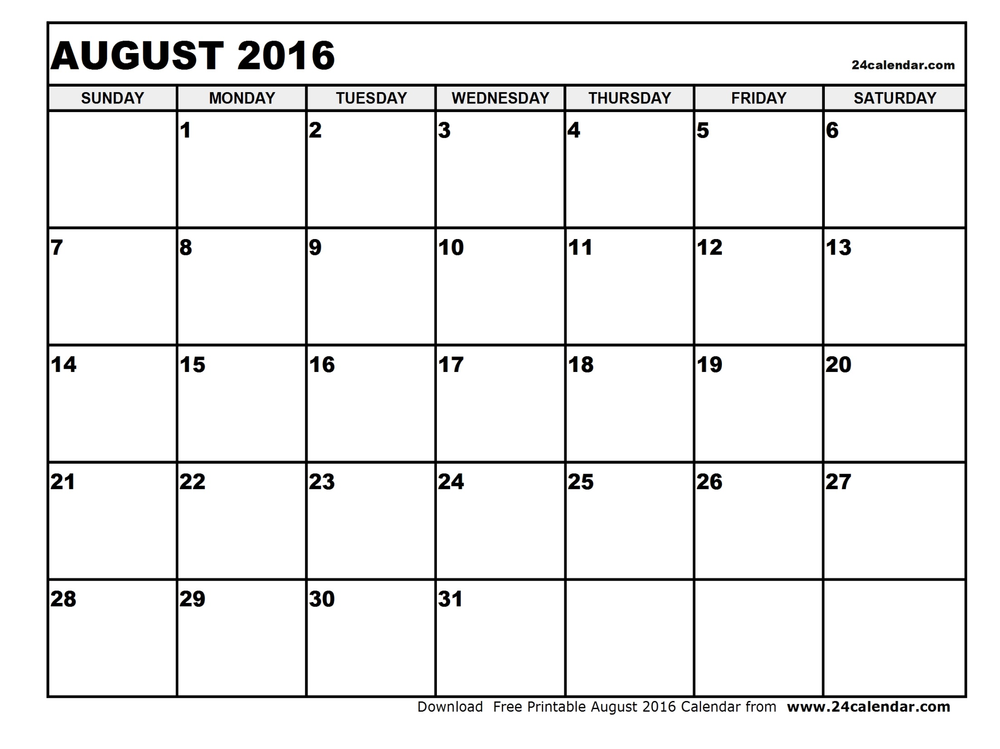 AUGUST 2016
24calendar.com
SUNDAY MONDAY TUESDAY WEDNESDAY THURSDAY FRIDAY SATURDAY
1 2 3 4 5 6
7 8 9 10 11 12 13
14 15 16 17 18 19 20
21 22 23 24 25 26 27
28 29 30 31
Download Free Printable August 2016 Calendar from www.24calendar.com